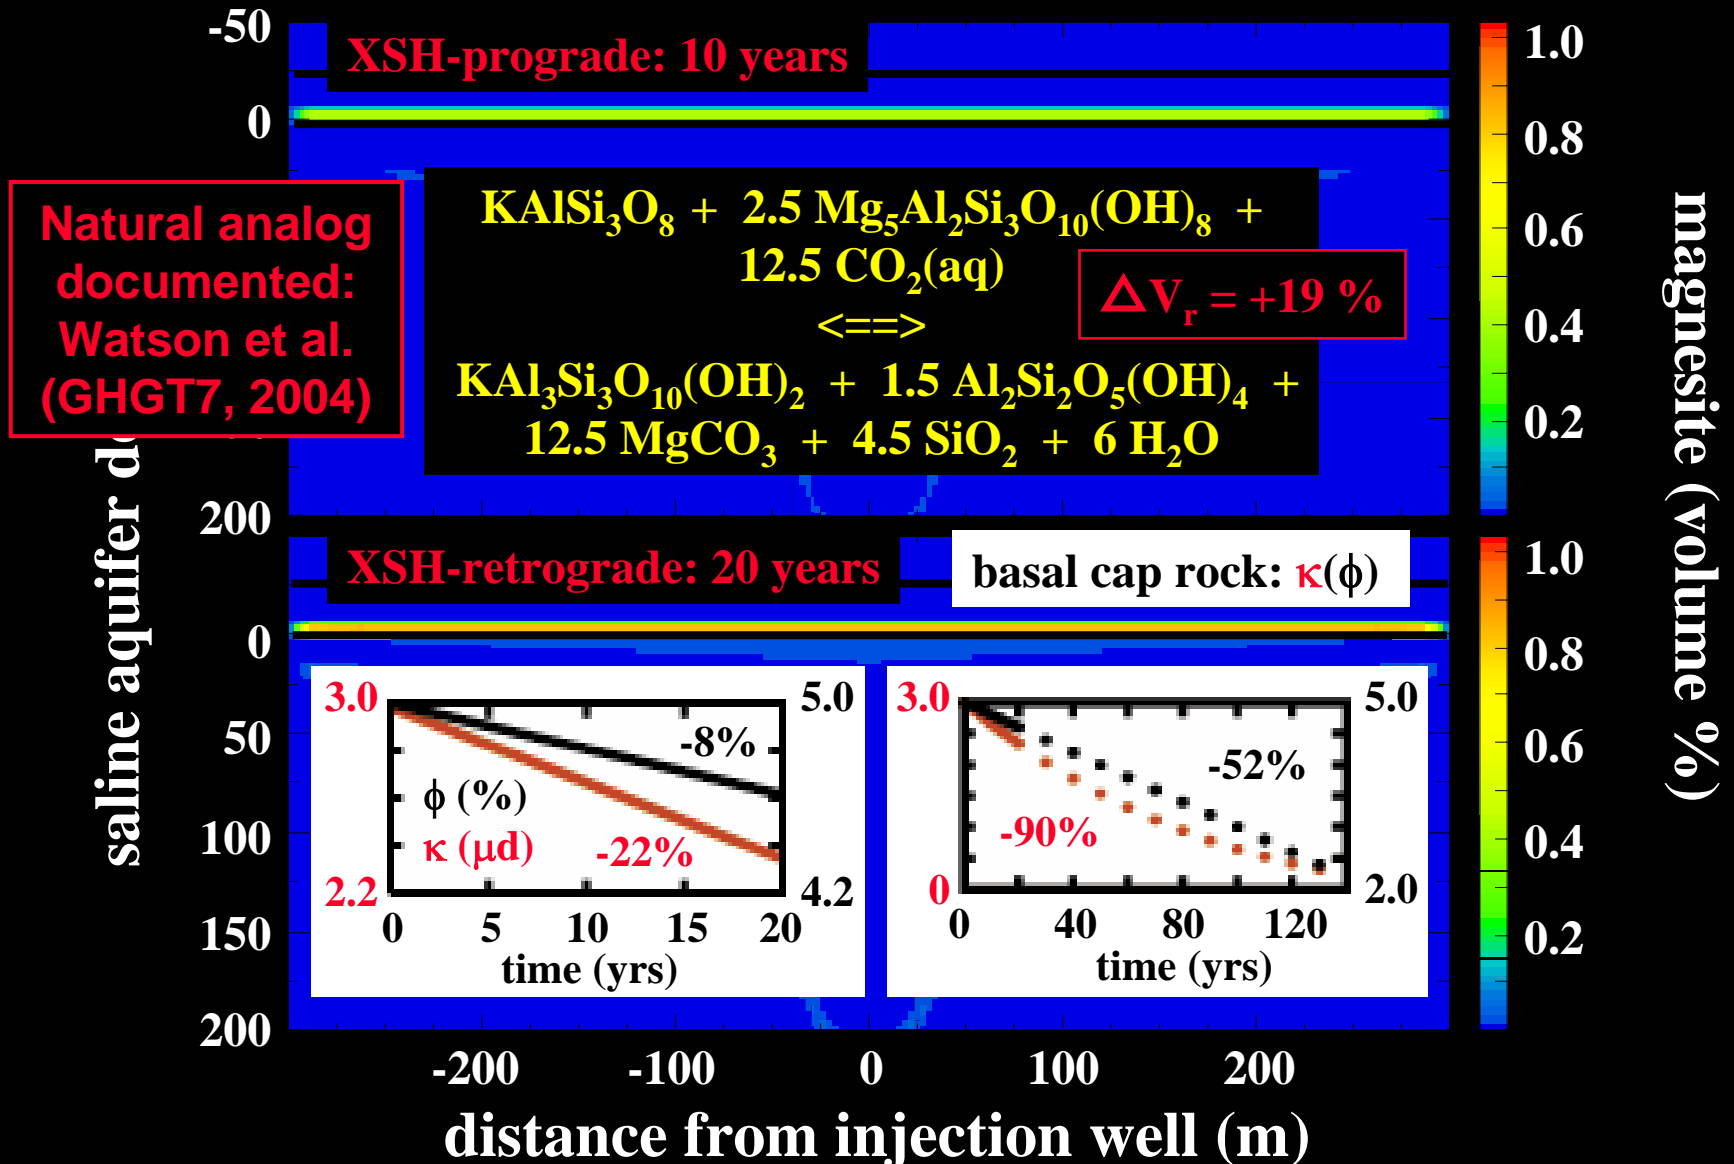 -50
XSH-prograde: 10 years
0
Natural analog
documented:
Watson et al.
(GHGT7, 2004)
KAlSi₃O₈ + 2.5 Mg₅Al₂Si₃O₁₀(OH)₈ +
12.5 CO₂(aq)
<==>
KAl₃Si₃O₁₀(OH)₂ + 1.5 Al₂Si₂O₅(OH)₄ +
12.5 MgCO₃ + 4.5 SiO₂ + 6 H₂O
ΔVᵣ = +19 %
200
1.0
0.8
0.6
0.4
0.2
saline aquifer
magnesite (volume %)
XSH-retrograde: 20 years
basal cap rock: κ(ϕ)
0
50
100
150
200
3.0
5.0
-8%
ϕ (%)
κ (μd)
-22%
2.2
4.2
0 5 10 15 20
time (yrs)
3.0
5.0
-52%
-90%
0
2.0
0 40 80 120
time (yrs)
1.0
0.8
0.6
0.4
0.2
-200 -100 0 100 200
distance from injection well (m)